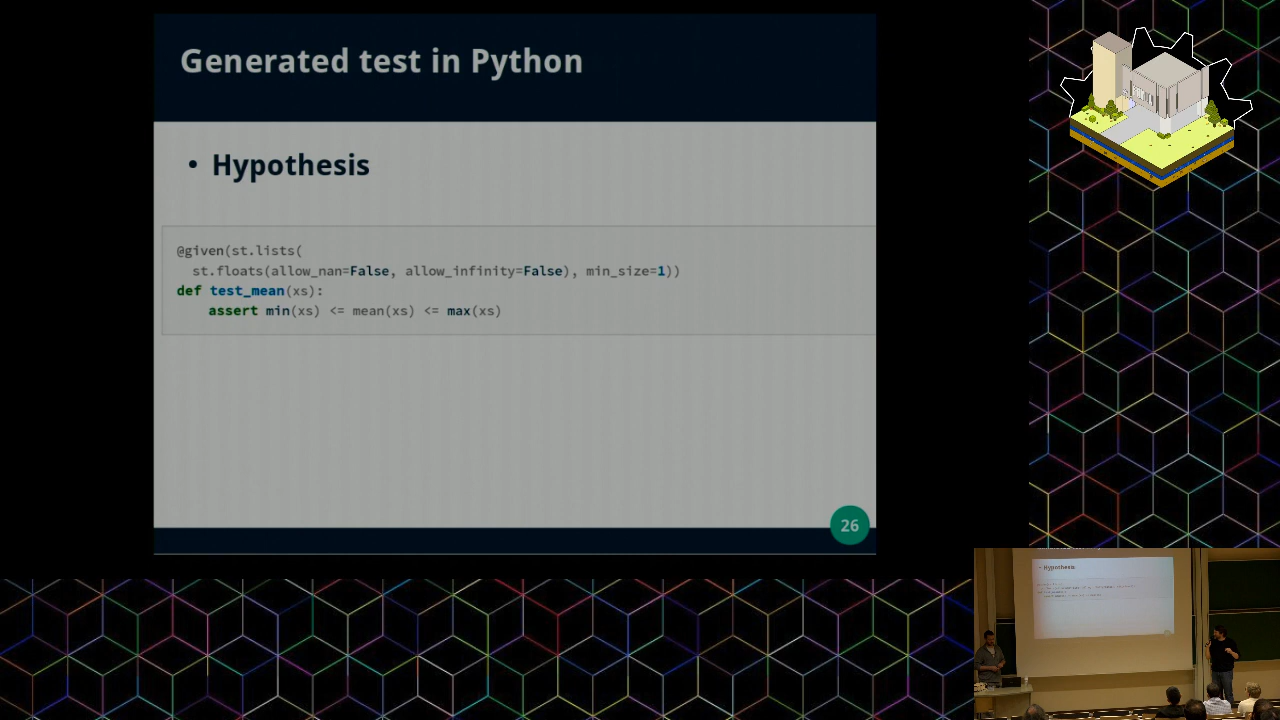 Generated test in Python
• Hypothesis
@given(st.lists(
  st.floats(allow_nan=False, allow_infinity=False), min_size=1))
def test_mean(xs):
    assert min(xs) <= mean(xs) <= max(xs)
26
• Hypothesis